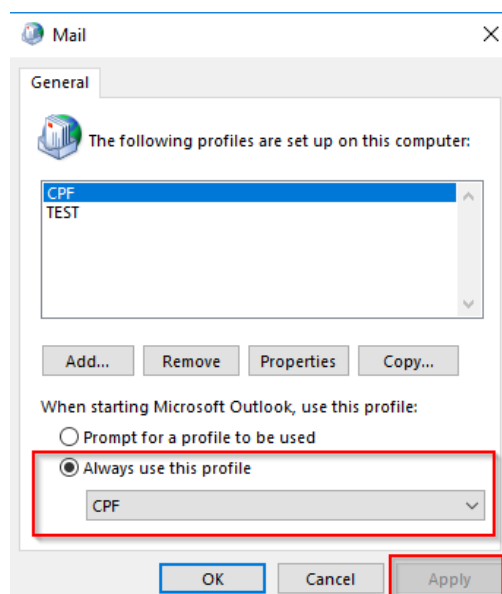 Mail
General
The following profiles are set up on this computer:
CPF
TEST
Add... Remove Properties Copy...
When starting Microsoft Outlook, use this profile:
Prompt for a profile to be used
Always use this profile
CPF
OK Cancel Apply